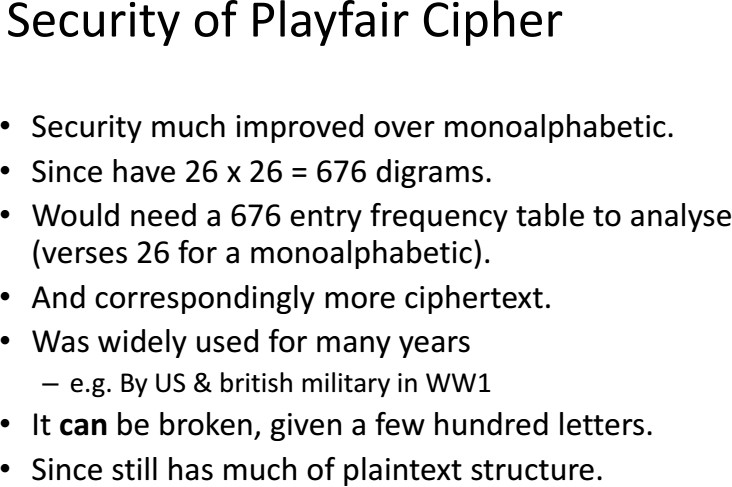 Security of Playfair Cipher
• Security much improved over monoalphabetic.
• Since have 26 x 26 = 676 digrams.
• Would need a 676 entry frequency table to analyse
(verses 26 for a monoalphabetic).
• And correspondingly more ciphertext.
• Was widely used for many years
– e.g. By US & british military in WW1
• It can be broken, given a few hundred letters.
• Since still has much of plaintext structure.